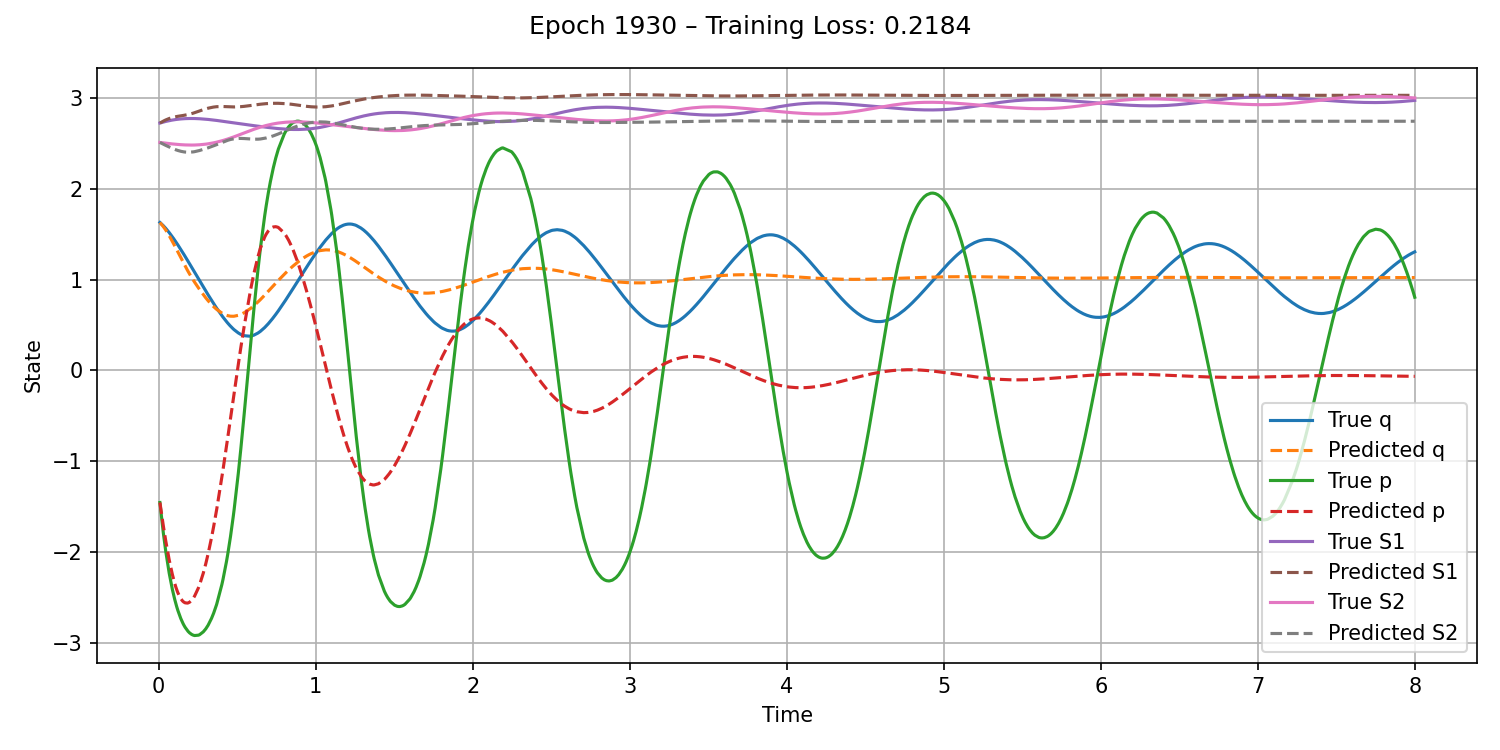 Epoch 1930 – Training Loss: 0.2184
State
3
2
1
0
−1
−2
−3
0 1 2 3 4 5 6 7 8
Time
True q
Predicted q
True p
Predicted p
True S1
Predicted S1
True S2
Predicted S2